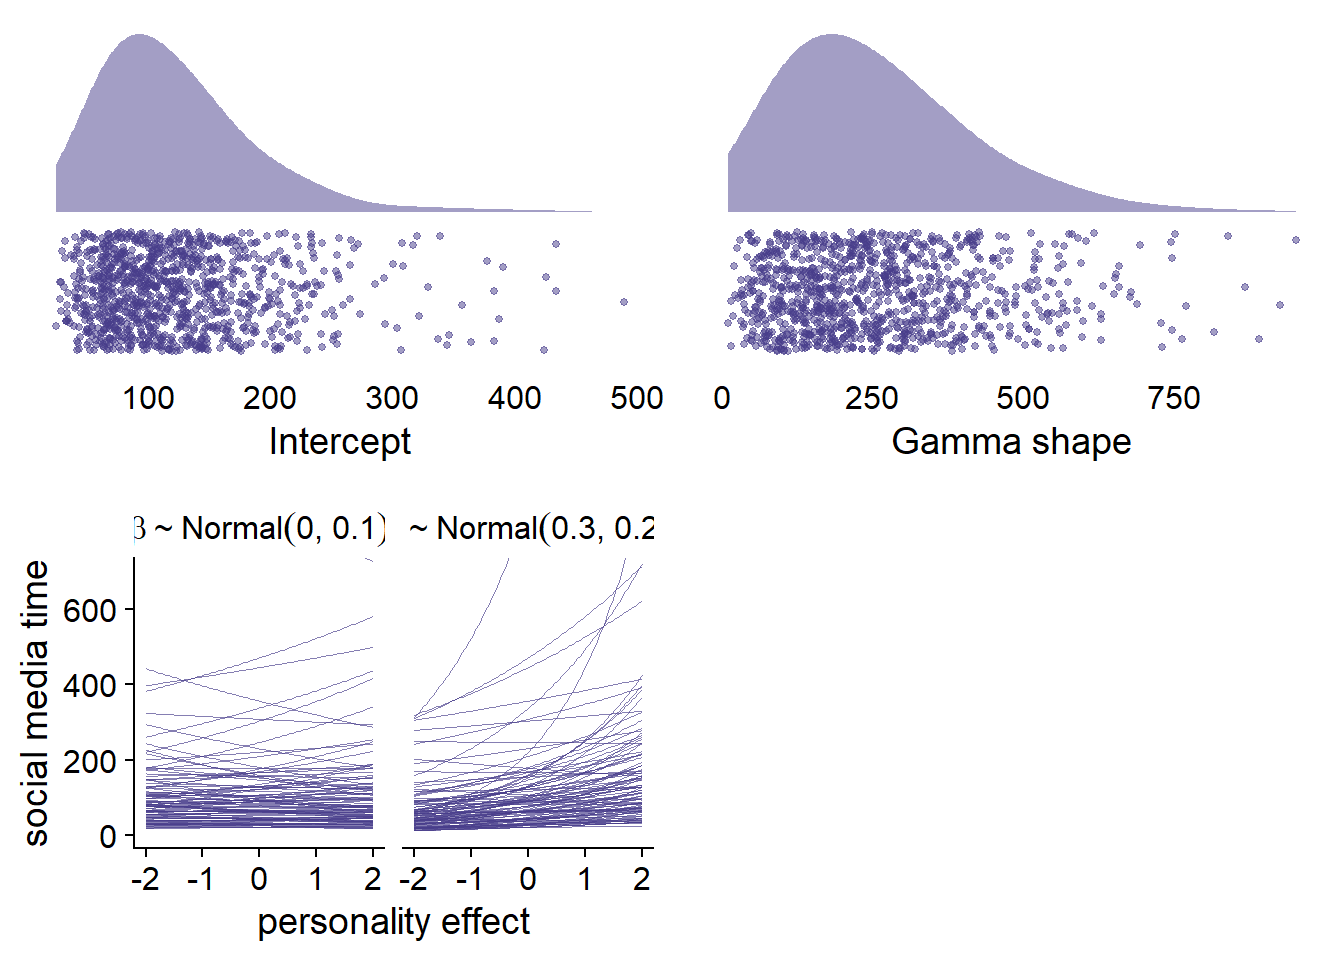 100 200 300 400 500
Intercept
0 250 500 750
Gamma shape
β ~ Normal(0, 0.1)
~ Normal(0.3, 0.2
social media time
600
400
200
0
-2 -1 0 1 2
-2 -1 0 1 2
personality effect